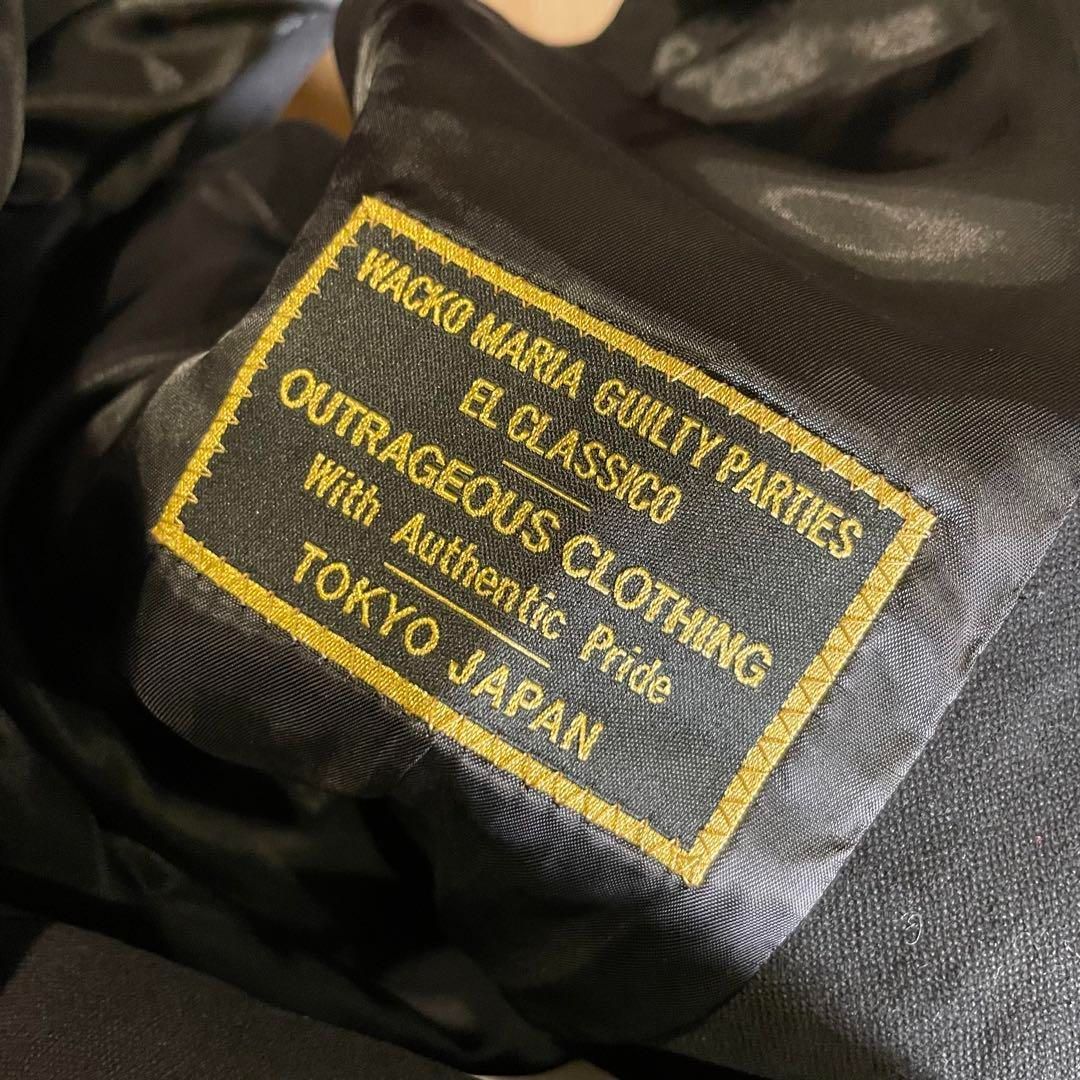 WACKO MARIA GUILTY PARTIES
EL CLASSICO
OUTRAGEOUS CLOTHING
With Authentic Pride
TOKYO JAPAN